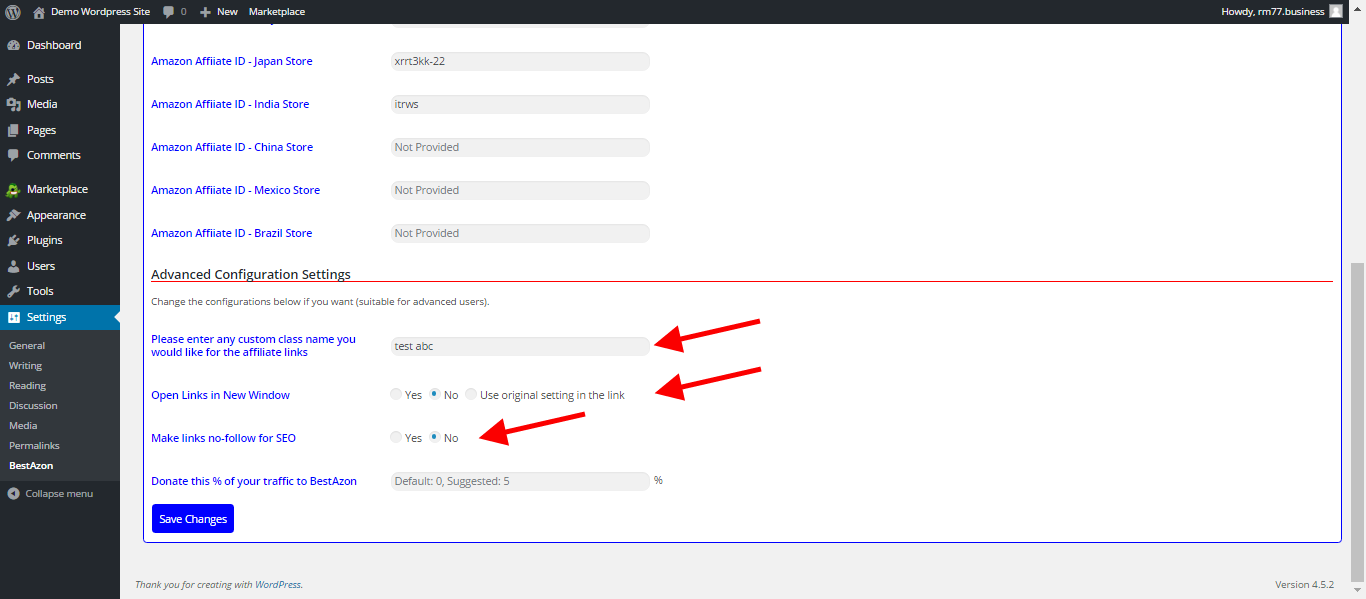 Demo Wordpress Site 0 New Marketplace Howdy, rm77.business
Dashboard
Posts
Media
Pages
Comments
Marketplace
Appearance
Plugins
Users
Tools
Settings
General
Writing
Reading
Discussion
Media
Permalinks
BestAzon
Collapse menu
Amazon Affiiate ID - Japan Store xrrt3kk-22
Amazon Affiiate ID - India Store itrws
Amazon Affiiate ID - China Store Not Provided
Amazon Affiiate ID - Mexico Store Not Provided
Amazon Affiiate ID - Brazil Store Not Provided
Advanced Configuration Settings
Change the configurations below if you want (suitable for advanced users).
Please enter any custom class name you
would like for the affiliate links
test abc
Open Links in New Window Yes No Use original setting in the link
Make links no-follow for SEO Yes No
Donate this % of your traffic to BestAzon Default: 0, Suggested: 5 %
Save Changes
Thank you for creating with WordPress. Version 4.5.2